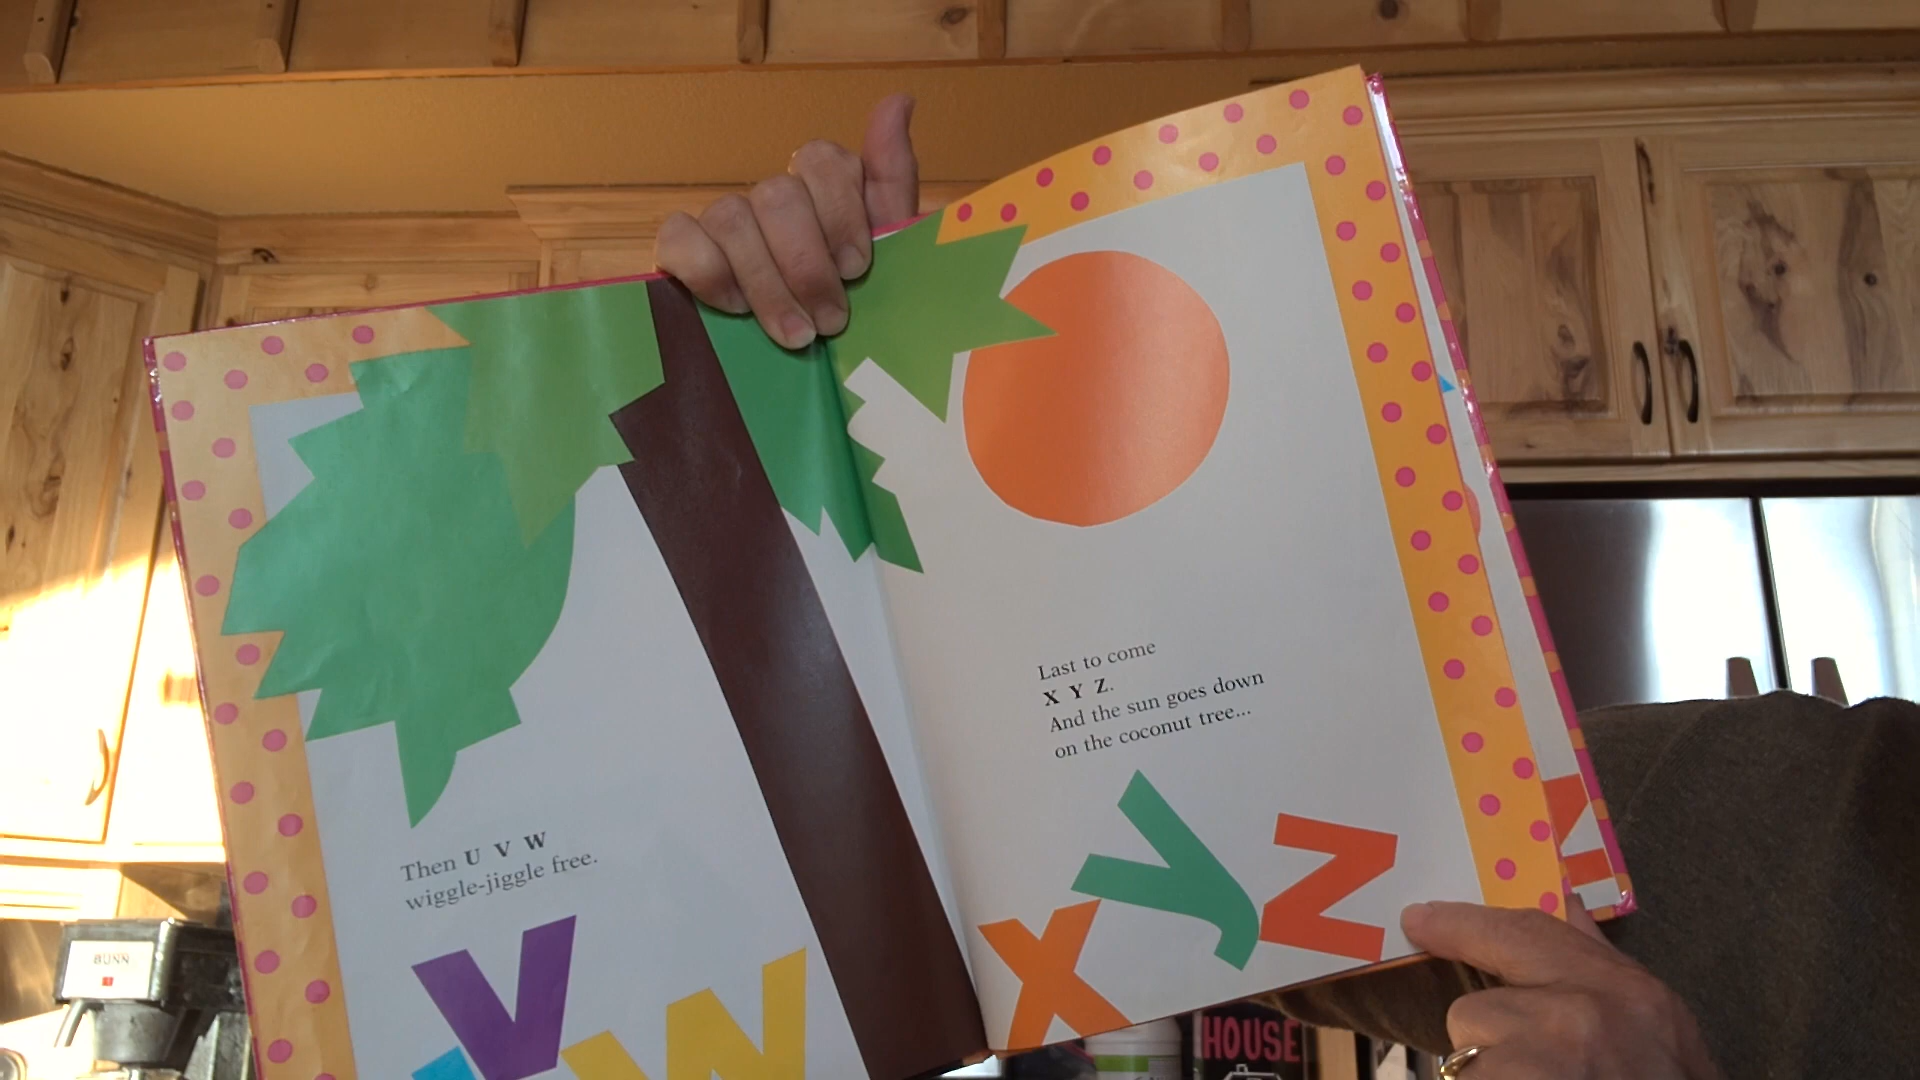 Then U V W
wiggle-jiggle free.
V
W
Last to come
X Y Z.
And the sun goes down
on the coconut tree...
x y z
BUNN
HOUSE